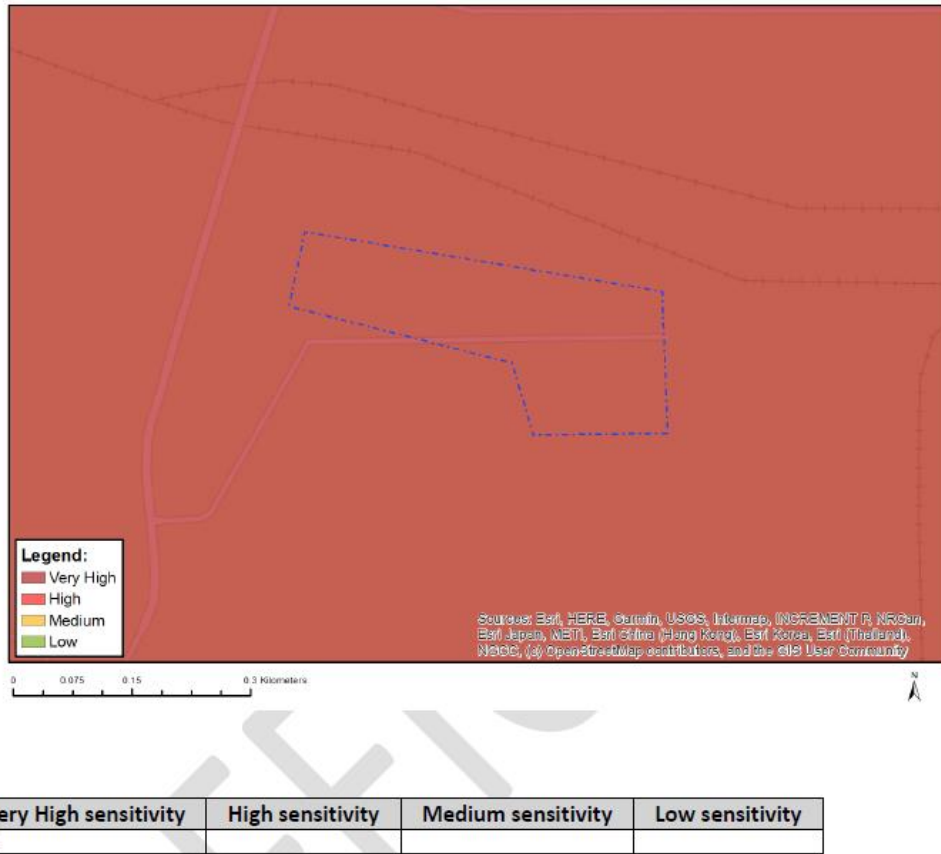 Legend:
Very High
High
Medium
Low
Sources: Esri, HERE, Garmin, USGS, Intermap, INCREMENT P, NRCan,
Esri Japan, METI, Esri China (Hong Kong), Esri Korea, Esri (Thailand),
NGCC, (c) OpenStreetMap contributors, and the GIS User Community
0 0.075 0.15 0.3 Kilometers
N
ery High sensitivity High sensitivity Medium sensitivity Low sensitivity